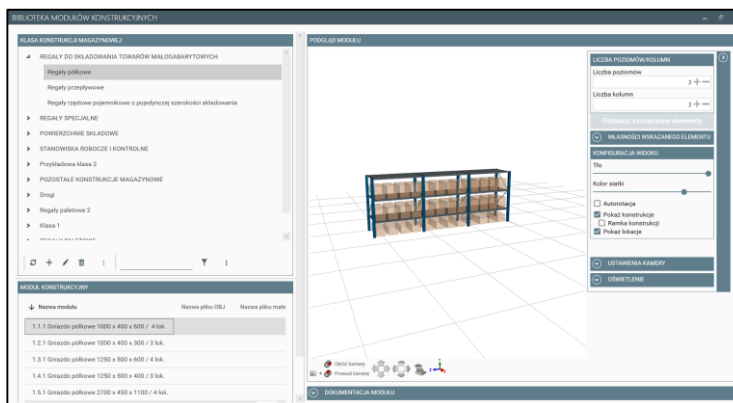 BIBLIOTEKA MODUŁÓW KONSTRUKCYJNYCH
KLASA KONSTRUKCJI MAGAZYNOWEJ
REGAŁY DO SKŁADOWANIA TOWARÓW MAŁOGABARYTOWYCH
Regały półkowe
Regały przepływowe
Regały rzędowe pojemnikowe o pojedynczej szerokości składowania
REGAŁY SPECJALNE
POWIERZCHNIE SKŁADOWE
STANOWISKA ROBOCZE I KONTROLNE
Przykładowa klasa 2
POZOSTAŁE KONSTRUKCJE MAGAZYNOWE
Drogi
Regały paletowe 2
Klasa 1
MODUŁ KONSTRUKCYJNY
Nazwa modułu Nazwa pliku OBJ Nazwa pliku mate
1.1.1 Gniazdo półkowe 1000 x 400 x 600 / 4 lok.
1.2.1 Gniazdo półkowe 1000 x 400 x 300 / 3 lok.
1.3.1 Gniazdo półkowe 1250 x 500 x 600 / 4 lok.
1.4.1 Gniazdo półkowe 1250 x 500 x 400 / 3 lok.
1.5.1 Gniazdo półkowe 2700 x 450 x 1100 / 4 lok.
PODGLĄD MODUŁU
LICZBA POZIOMÓW/KOLUMN
Liczba poziomów
3
Liczba kolumn
3
Odznacz zaznaczone elementy
WŁASNOŚCI WSKAZANEGO ELEMENTU
KONFIGURACJA WIDOKU
Tło
Kolor siatki
Autorotacja
Pokaż konstrukcje
Ramka konstrukcji
Pokaż lokacje
USTAWIENIA KAMERY
OŚWIETLENIE
Obróć kamerę
Przesuń kamerę
DOKUMENTACJA MODUŁU